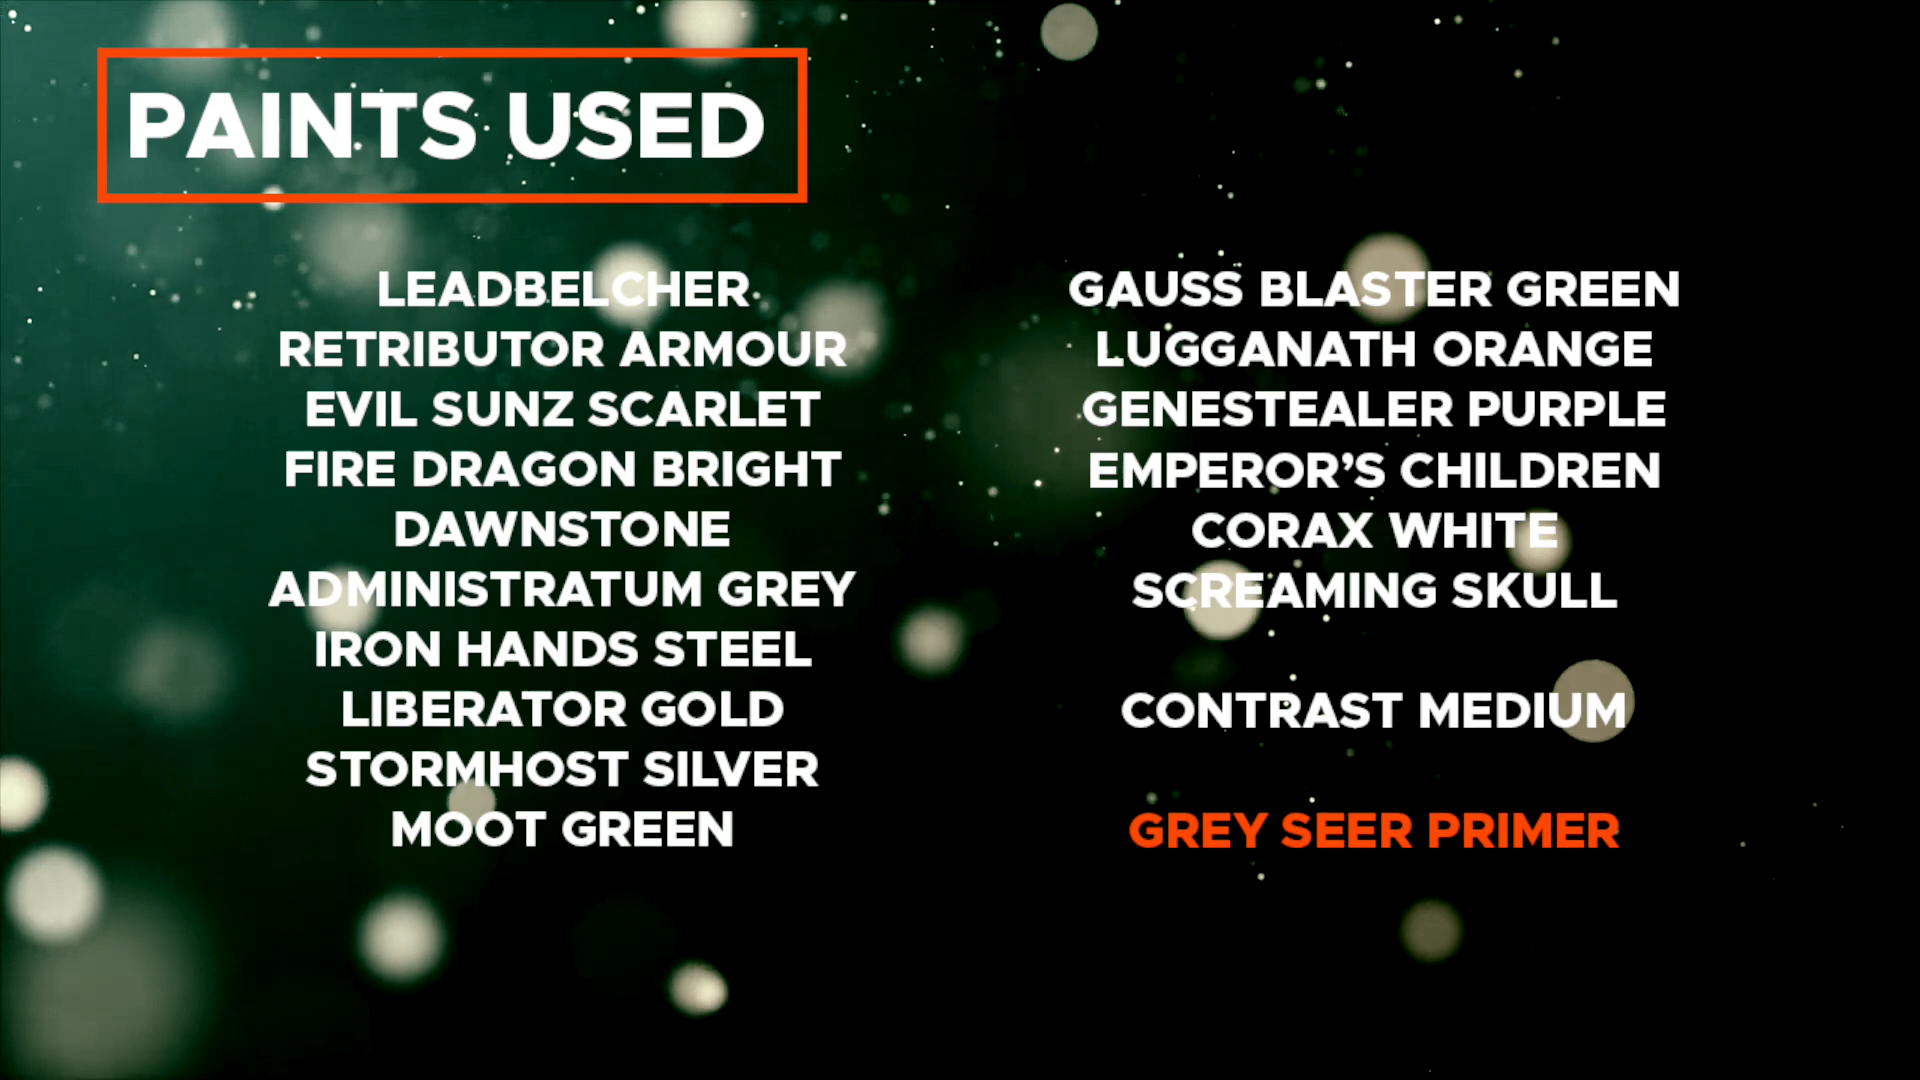 PAINTS USED
LEADBELCHER
RETRIBUTOR ARMOUR
EVIL SUNZ SCARLET
FIRE DRAGON BRIGHT
DAWNSTONE
ADMINISTRATUM GREY
IRON HANDS STEEL
LIBERATOR GOLD
STORMHOST SILVER
MOOT GREEN
GAUSS BLASTER GREEN
LUGGANATH ORANGE
GENESTEALER PURPLE
EMPEROR’S CHILDREN
CORAX WHITE
SCREAMING SKULL
CONTRAST MEDIUM
GREY SEER PRIMER